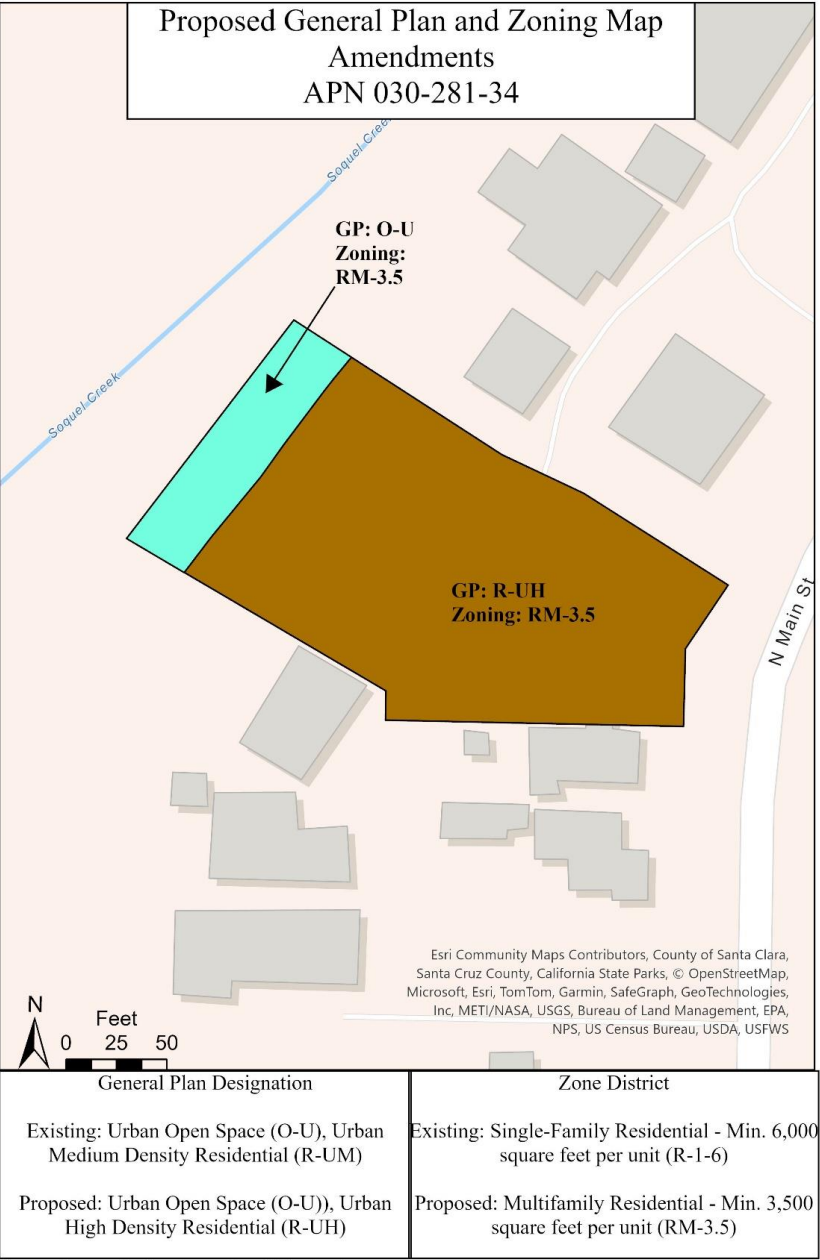 Proposed General Plan and Zoning Map
Amendments
APN 030-281-34
Soquel Creek
GP: O-U
Zoning:
RM-3.5
Soquel Creek
GP: R-UH
Zoning: RM-3.5
N Main St
Esri Community Maps Contributors, County of Santa Clara,
Santa Cruz County, California State Parks, © OpenStreetMap,
Microsoft, Esri, TomTom, Garmin, SafeGraph, GeoTechnologies,
Inc, METI/NASA, USGS, Bureau of Land Management, EPA,
NPS, US Census Bureau, USDA, USFWS
N
Feet
0 25 50
General Plan Designation
Existing: Urban Open Space (O-U), Urban
Medium Density Residential (R-UM)
Proposed: Urban Open Space (O-U)), Urban
High Density Residential (R-UH)
Zone District
Existing: Single-Family Residential - Min. 6,000
square feet per unit (R-1-6)
Proposed: Multifamily Residential - Min. 3,500
square feet per unit (RM-3.5)